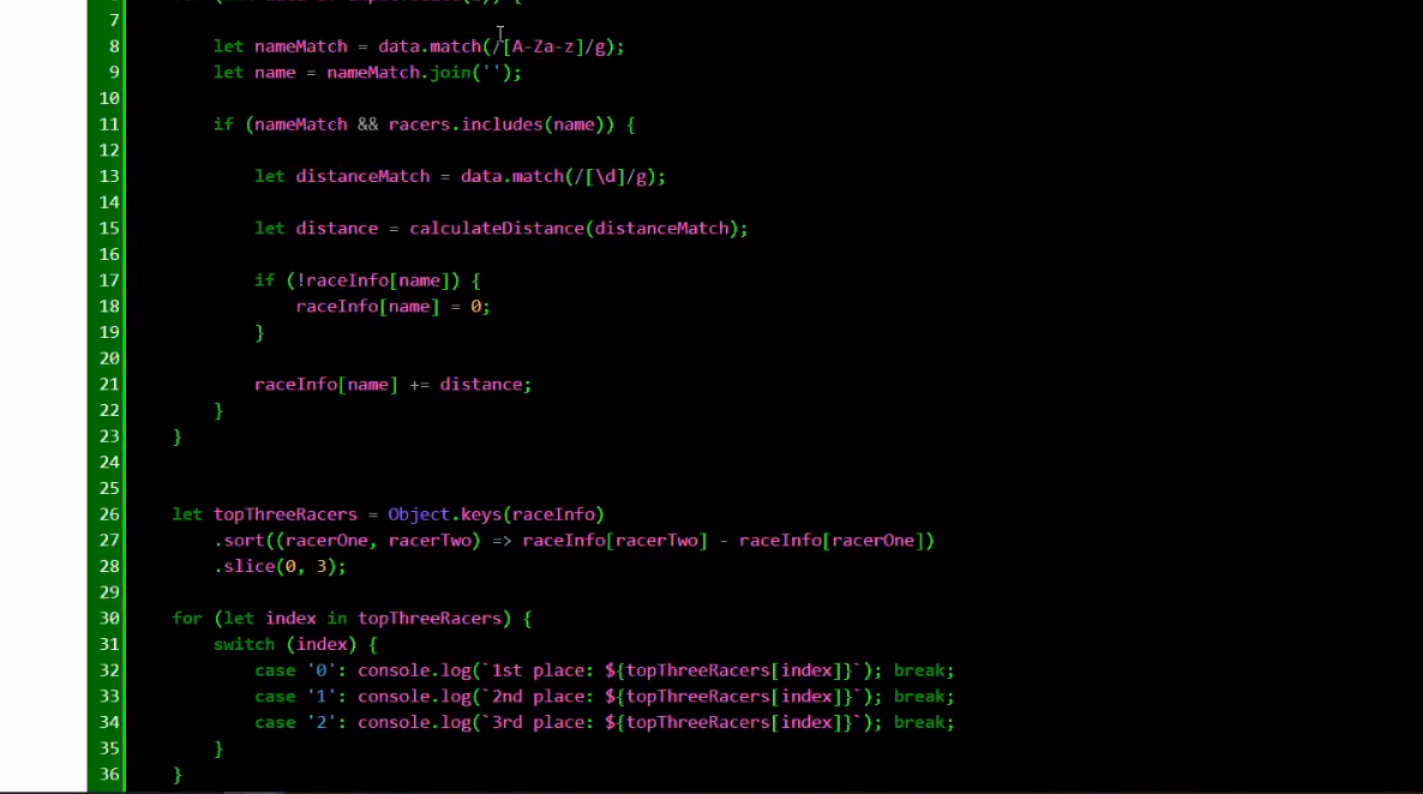 7
8 let nameMatch = data.match(/[A-Za-z]/g);
9 let name = nameMatch.join('');
10
11 if (nameMatch && racers.includes(name)) {
12
13 let distanceMatch = data.match(/[\d]/g);
14
15 let distance = calculateDistance(distanceMatch);
16
17 if (!raceInfo[name]) {
18 raceInfo[name] = 0;
19 }
20
21 raceInfo[name] += distance;
22 }
23 }
24
25
26 let topThreeRacers = Object.keys(raceInfo)
27 .sort((racerOne, racerTwo) => raceInfo[racerTwo] - raceInfo[racerOne])
28 .slice(0, 3);
29
30 for (let index in topThreeRacers) {
31 switch (index) {
32 case '0': console.log(`1st place: ${topThreeRacers[index]}`); break;
33 case '1': console.log(`2nd place: ${topThreeRacers[index]}`); break;
34 case '2': console.log(`3rd place: ${topThreeRacers[index]}`); break;
35 }
36 }